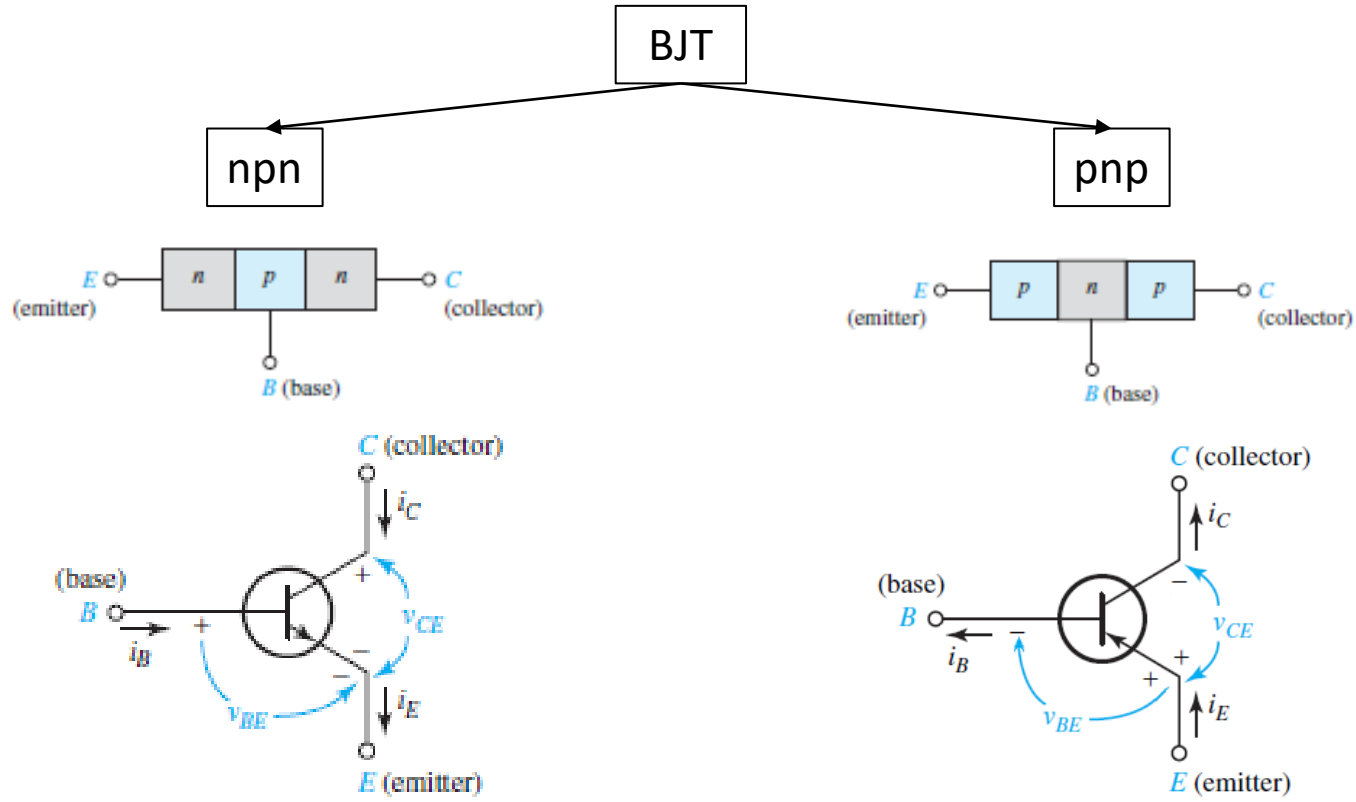 BJT
npn
pnp
E
n
p
n
C
(emitter)
(collector)
B (base)
E
p
n
p
C
(emitter)
(collector)
B (base)
C (collector)
i_C
+
(base)
B
+
i_B
v_CE
−
−
v_BE
i_E
E (emitter)
C (collector)
i_C
−
(base)
B
−
i_B
v_CE
+
+
v_BE
i_E
E (emitter)